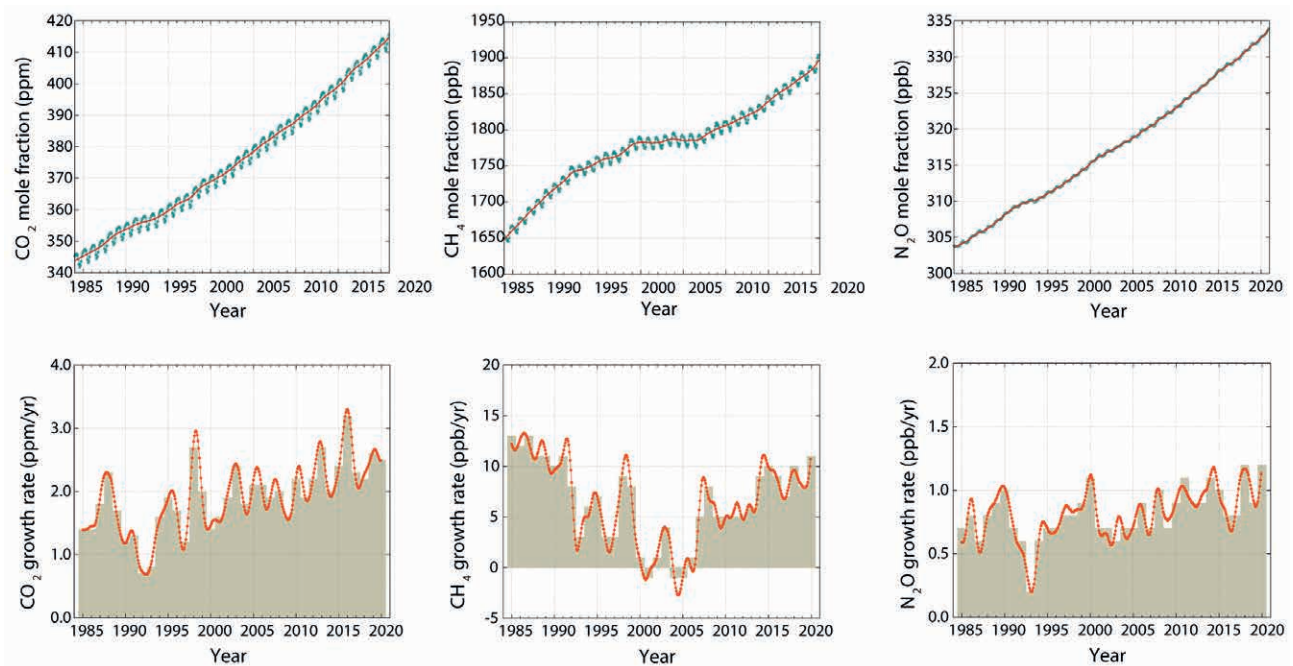 CO2 mole fraction (ppm)
420
410
400
390
380
370
360
350
340
1985 1990 1995 2000 2005 2010 2015 2020
Year
CH4 mole fraction (ppb)
1950
1900
1850
1800
1750
1700
1650
1600
1985 1990 1995 2000 2005 2010 2015 2020
Year
N2O mole fraction (ppb)
335
330
325
320
315
310
305
300
1985 1990 1995 2000 2005 2010 2015 2020
Year
CO2 growth rate (ppm/yr)
4.0
3.0
2.0
1.0
0.0
1985 1990 1995 2000 2005 2010 2015 2020
Year
CH4 growth rate (ppb/yr)
20
15
10
5
0
-5
1985 1990 1995 2000 2005 2010 2015 2020
Year
N2O growth rate (ppb/yr)
2.0
1.5
1.0
0.5
0.0
1985 1990 1995 2000 2005 2010 2015 2020
Year